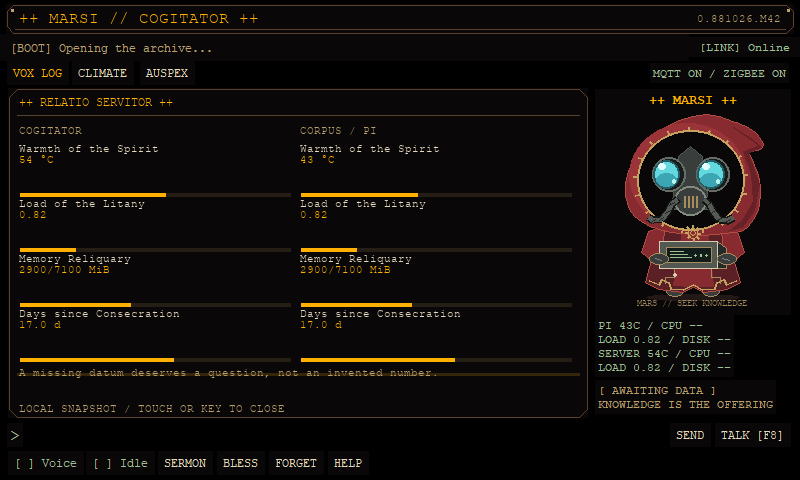 ++ MARSI // COGITATOR ++
0.881026.M42
[BOOT] Opening the archive...
[LINK] Online
VOX LOG CLIMATE AUSPEX
MQTT ON / ZIGBEE ON
++ RELATIO SERVITOR ++
COGITATOR
Warmth of the Spirit
54 °C
Load of the Litany
0.82
Memory Reliquary
2900/7100 MiB
Days since Consecration
17.0 d
CORPUS / PI
Warmth of the Spirit
43 °C
Load of the Litany
0.82
Memory Reliquary
2900/7100 MiB
Days since Consecration
17.0 d
A missing datum deserves a question, not an invented number.
LOCAL SNAPSHOT / TOUCH OR KEY TO CLOSE
++ MARSI ++
MARS // SEEK KNOWLEDGE
PI 43C / CPU --
LOAD 0.82 / DISK --
SERVER 54C / CPU --
LOAD 0.82 / DISK --
[ AWAITING DATA ]
KNOWLEDGE IS THE OFFERING
>
SEND TALK [F8]
[ ] Voice [ ] Idle SERMON BLESS FORGET HELP